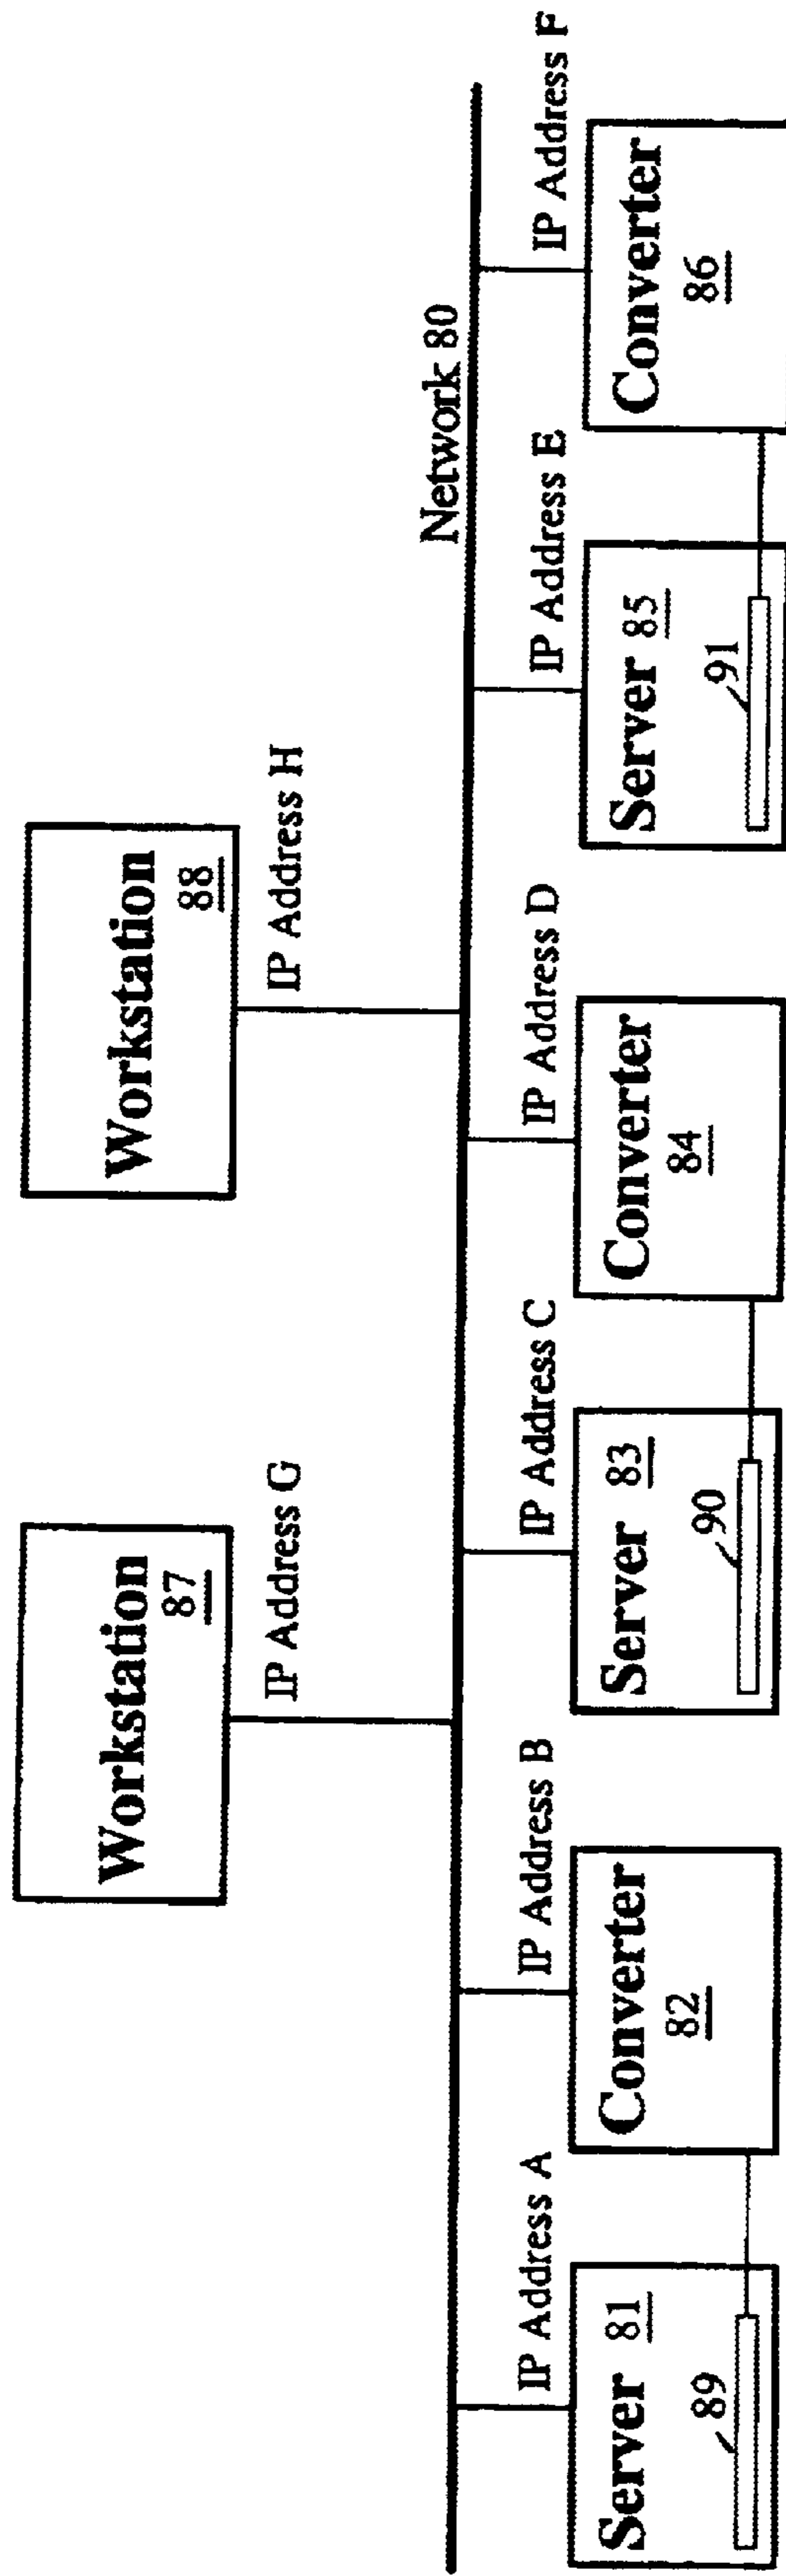 Workstation
87
IP Address G
Workstation
88
IP Address H
Network 80
IP Address A
IP Address B
IP Address C
IP Address D
IP Address E
IP Address F
Server 81
89
Converter
82
Server 83
90
Converter
84
Server 85
91
Converter
86